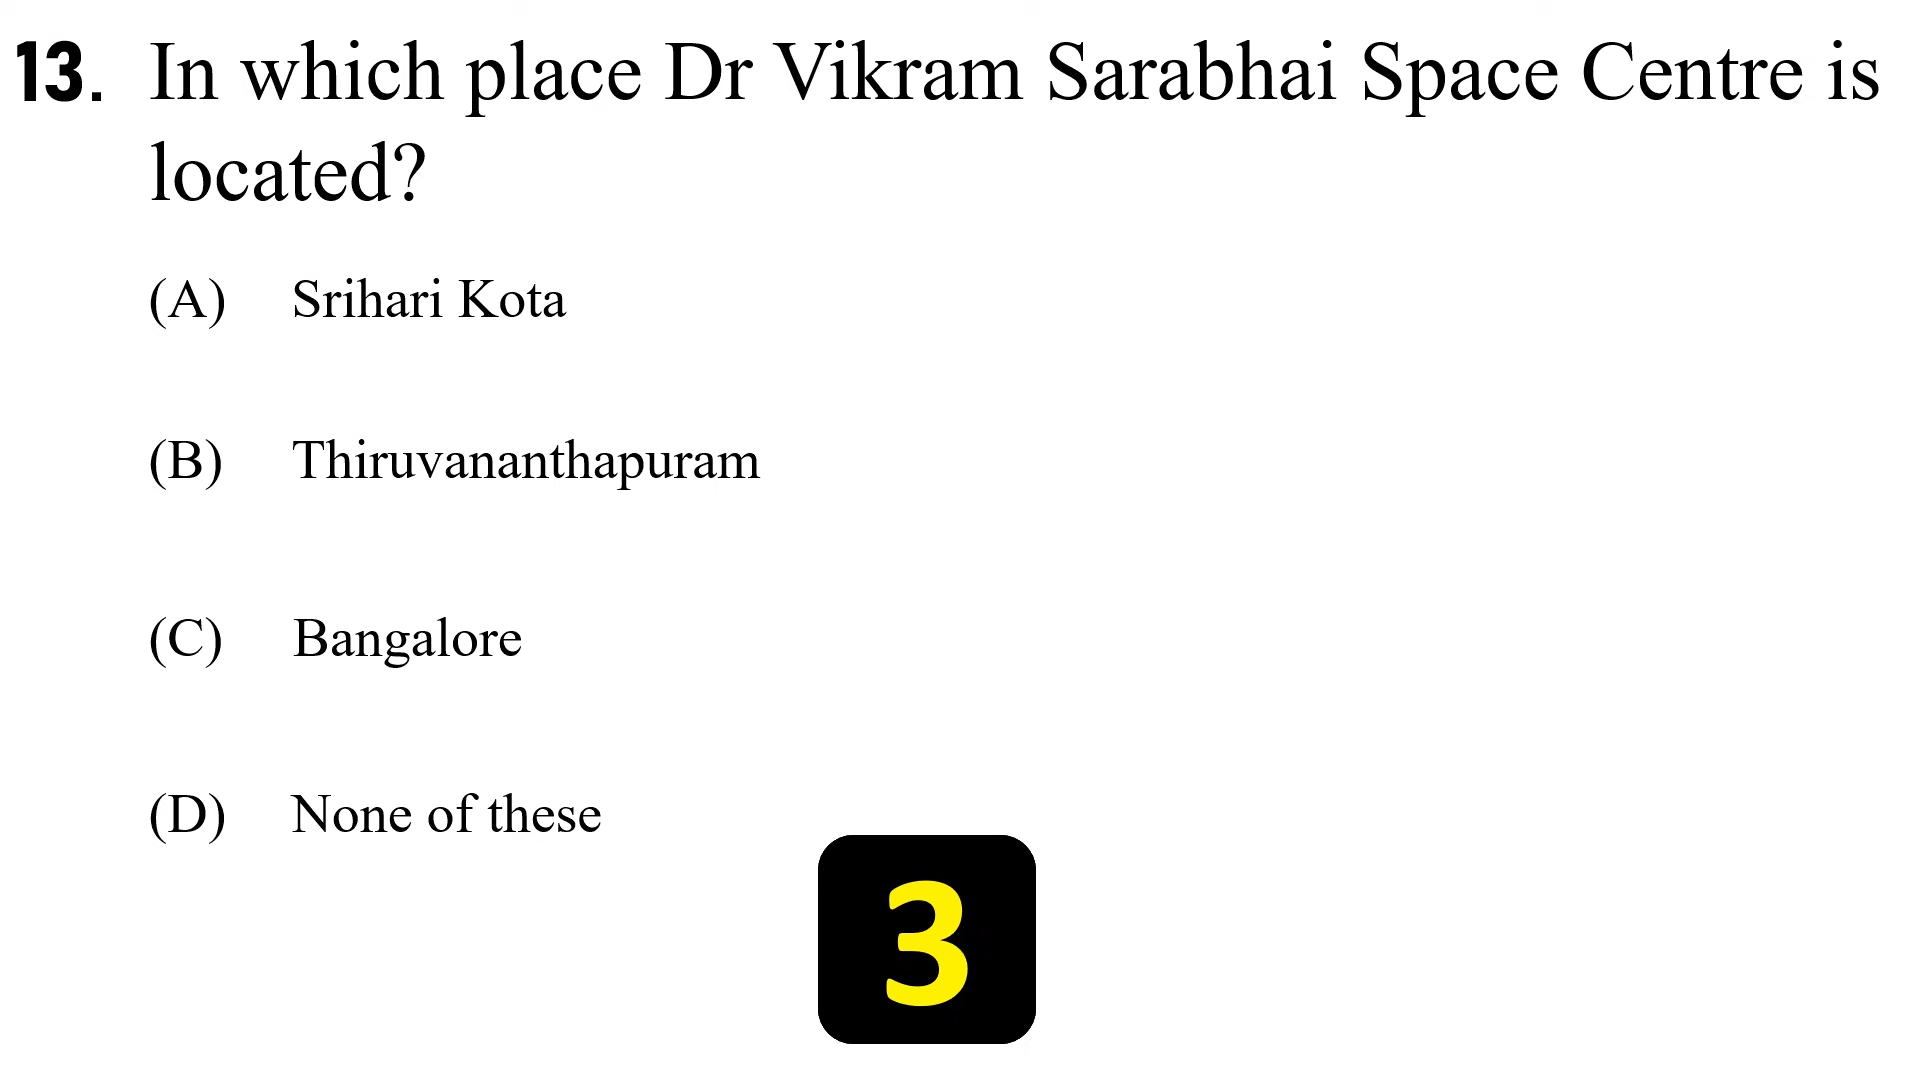 13. In which place Dr Vikram Sarabhai Space Centre is
located?
(A) Srihari Kota
(B) Thiruvananthapuram
(C) Bangalore
(D) None of these
3